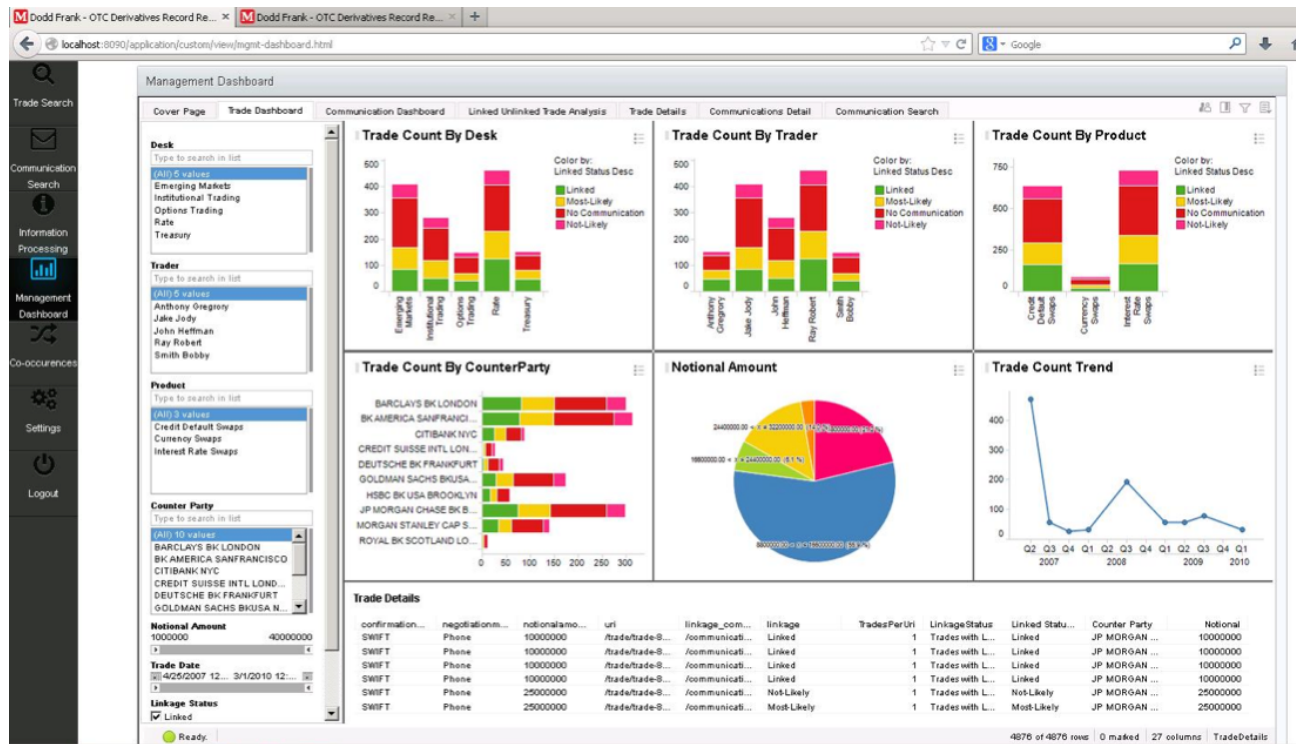 Dodd Frank - OTC Derivatives Record Re... × Dodd Frank - OTC Derivatives Record Re... × +
localhost:8090/application/custom/view/mgmt-dashboard.html Google
Trade Search
Communication
Search
Information
Processing
Management
Dashboard
Co-occurences
Settings
Logout
Management Dashboard
Cover Page Trade Dashboard Communication Dashboard Linked Unlinked Trade Analysis Trade Details Communications Detail Communication Search
Desk
Type to search in list
(All) 5 values
Emerging Markets
Institutional Trading
Options Trading
Rate
Treasury
Trader
Type to search in list
(All) 5 values
Anthony Gregrory
Jake Jody
John Heffman
Ray Robert
Smith Bobby
Product
Type to search in list
(All) 3 values
Credit Default Swaps
Currency Swaps
Interest Rate Swaps
Counter Party
Type to search in list
(All) 10 values
BARCLAYS BK LONDON
BK AMERICA SANFRANCISCO
CITIBANK NYC
CREDIT SUISSE INTL LOND...
DEUTSCHE BK FRANKFURT
GOLDMAN SACHS BKUSA N...
Notional Amount
1000000 40000000
Trade Date
4/25/2007 12... 3/1/2010 12:...
Linkage Status
Linked
Trade Count By Desk
500
400
300
200
100
0
Emerging
Markets
Institutional
Trading
Options
Trading
Rate
Treasury
Color by:
Linked Status Desc
Linked
Most-Likely
No Communication
Not-Likely
Trade Count By Trader
500
400
300
200
100
0
Anthony
Gregrory
Jake Jody
John
Heffman
Ray Robert
Smith
Bobby
Color by:
Linked Status Desc
Linked
Most-Likely
No Communication
Not-Likely
Trade Count By Product
750
500
250
0
Credit
Default
Swaps
Currency
Swaps
Interest
Rate
Swaps
Color by:
Linked Status Desc
Linked
Most-Likely
No Communication
Not-Likely
Trade Count By CounterParty
BARCLAYS BK LONDON
BK AMERICA SANFRANCI...
CITIBANK NYC
CREDIT SUISSE INTL LON...
DEUTSCHE BK FRANKFURT
GOLDMAN SACHS BKUSA...
HSBC BK USA BROOKLYN
JP MORGAN CHASE BK B...
MORGAN STANLEY CAP S...
ROYAL BK SCOTLAND LO...
0 50 100 150 200 250 300
Notional Amount
Trade Count Trend
400
300
200
100
0
Q2 Q3 Q4 Q1 Q2 Q3 Q4 Q1 Q2 Q3 Q4 Q1
2007 2008 2009 2010
Trade Details
confirmation... negotiationm... notionalamo... uri linkage_com... linkage TradesPerUri LinkageStatus Linked Statu... Counter Party Notional
SWIFT Phone 10000000 /trade/trade-8... /communicati... Linked 1 Trades with L... Linked JP MORGAN ... 10000000
SWIFT Phone 10000000 /trade/trade-8... /communicati... Linked 1 Trades with L... Linked JP MORGAN ... 10000000
SWIFT Phone 10000000 /trade/trade-8... /communicati... Linked 1 Trades with L... Linked JP MORGAN ... 10000000
SWIFT Phone 10000000 /trade/trade-8... /communicati... Linked 1 Trades with L... Linked JP MORGAN ... 10000000
SWIFT Phone 25000000 /trade/trade-8... /communicati... Not-Likely 1 Trades with L... Not-Likely JP MORGAN ... 25000000
SWIFT Phone 25000000 /trade/trade-8... /communicati... Most-Likely 1 Trades with L... Most-Likely JP MORGAN ... 25000000
Ready. 4876 of 4876 rows 0 marked 27 columns TradeDetails